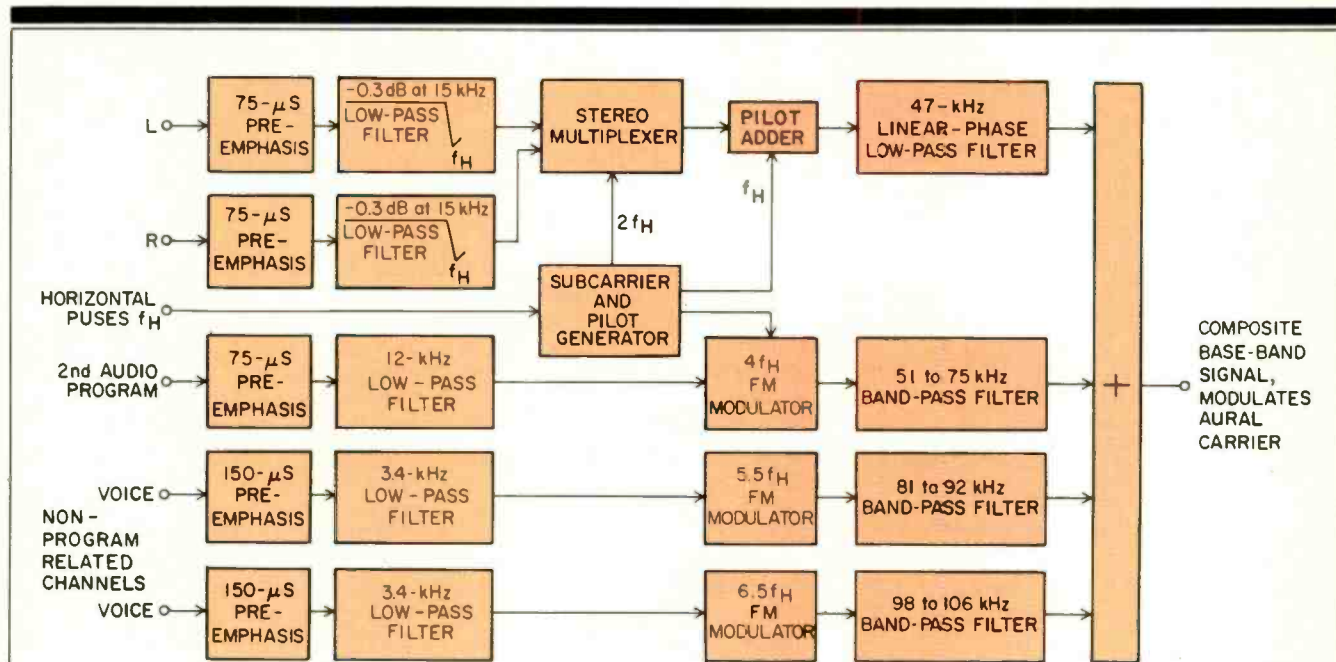 L
75-μS
PRE-
EMPHASIS
-0.3 dB at 15 kHz
LOW-PASS
FILTER
fH
STEREO
MULTIPLEXER
PILOT
ADDER
47-kHz
LINEAR-PHASE
LOW-PASS FILTER
R
75-μS
PRE-
EMPHASIS
-0.3 dB at 15 kHz
LOW-PASS
FILTER
fH
2fH
fH
HORIZONTAL
PUSES fH
SUBCARRIER
AND
PILOT
GENERATOR
2nd AUDIO
PROGRAM
75-μS
PRE-
EMPHASIS
12-kHz
LOW-PASS
FILTER
4fH
FM
MODULATOR
51 to 75 kHz
BAND-PASS FILTER
+
COMPOSITE
BASE-BAND
SIGNAL,
MODULATES
AURAL
CARRIER
VOICE
150-μS
PRE-
EMPHASIS
3.4-kHz
LOW-PASS
FILTER
5.5fH
FM
MODULATOR
81 to 92 kHz
BAND-PASS FILTER
NON-
PROGRAM
RELATED
CHANNELS
VOICE
150-μS
PRE-
EMPHASIS
3.4-kHz
LOW-PASS
FILTER
6.5fH
FM
MODULATOR
98 to 106 kHz
BAND-PASS FILTER